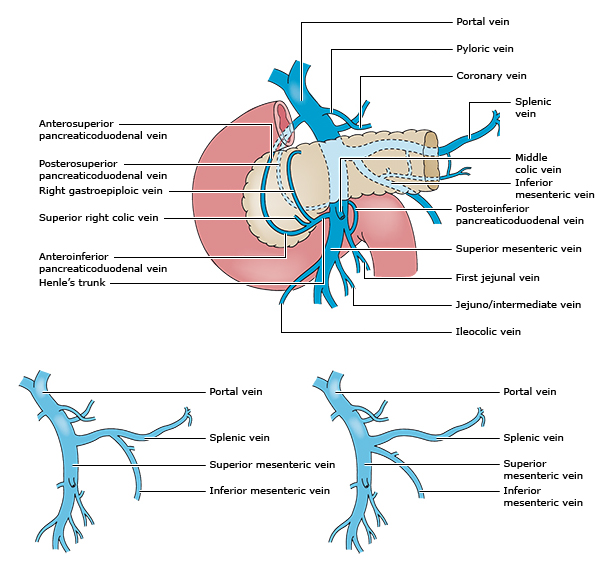 Portal vein
Pyloric vein
Coronary vein
Splenic
vein
Anterosuperior
pancreaticoduodenal vein
Posterosuperior
pancreaticoduodenal vein
Right gastroepiploic vein
Superior right colic vein
Anteroinferior
pancreaticoduodenal vein
Henle's trunk
Middle
colic vein
Inferior
mesenteric vein
Posteroinferior
pancreaticoduodenal vein
Superior mesenteric vein
First jejunal vein
Jejuno/intermediate vein
Ileocolic vein
Portal vein
Splenic vein
Superior mesenteric vein
Inferior mesenteric vein
Portal vein
Splenic vein
Superior
mesenteric vein
Inferior
mesenteric vein